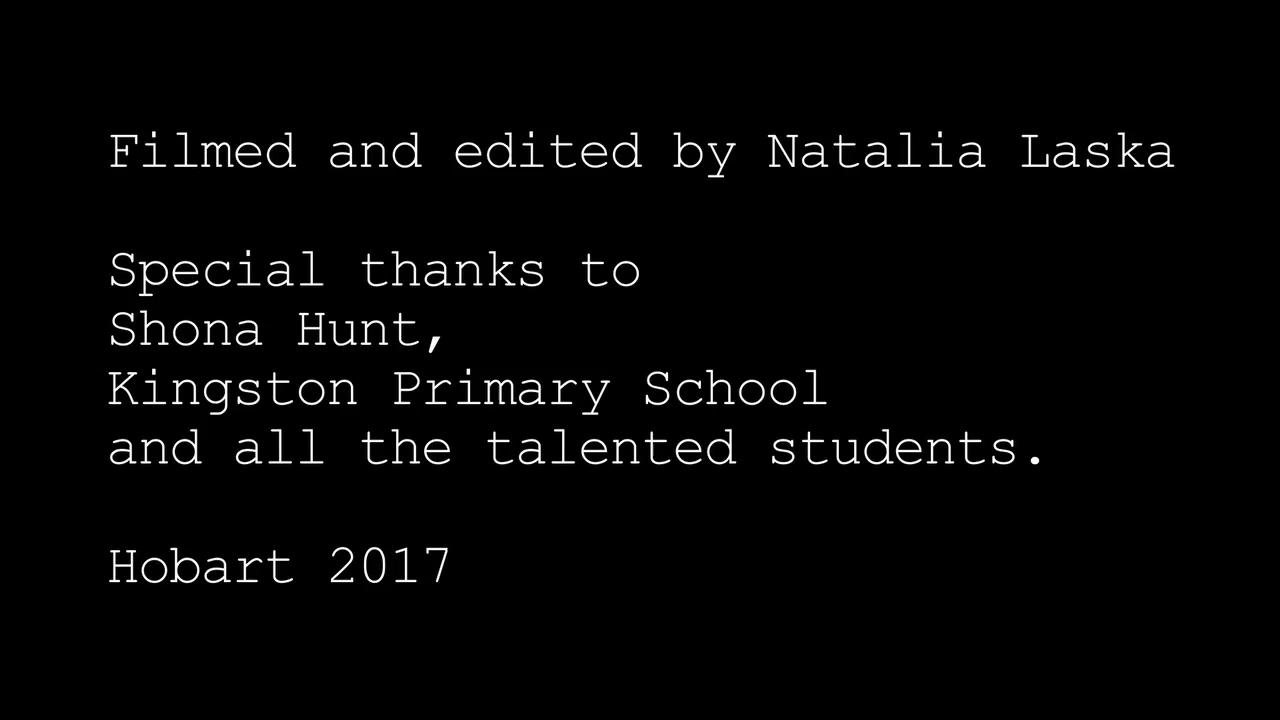 Filmed and edited by Natalia Laska
Special thanks to
Shona Hunt,
Kingston Primary School
and all the talented students.
Hobart 2017